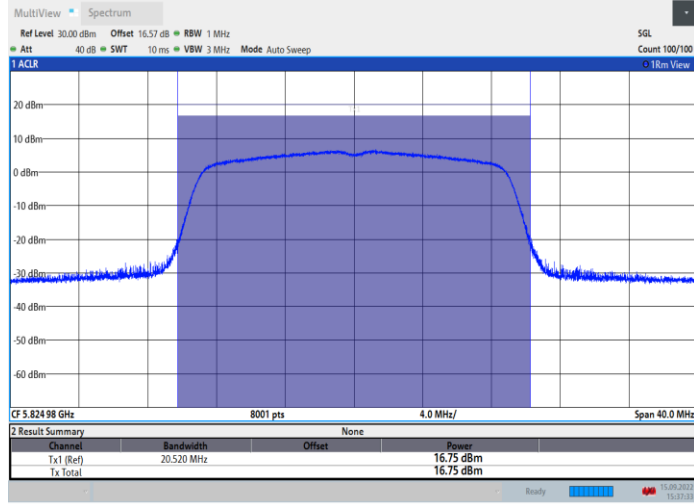 MultiView Spectrum
Ref Level 30.00 dBm Offset 16.57 dB RBW 1 MHz SGL
Att 40 dB SWT 10 ms VBW 3 MHz Mode Auto Sweep Count 100/100
1 ACLR 1Rm View
20 dBm
10 dBm
0 dBm
-10 dBm
-20 dBm
-30 dBm
-40 dBm
-50 dBm
-60 dBm
CF 5.824 98 GHz 8001 pts 4.0 MHz/ Span 40.0 MHz
2 Result Summary None
Channel Bandwidth Offset Power
Tx1 (Ref) 20.520 MHz 16.75 dBm
Tx Total 16.75 dBm
Ready 15.09.2022